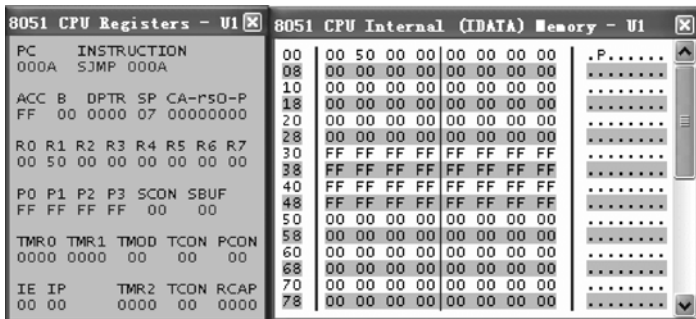 8051 CPU Registers - U1
PC INSTRUCTION
000A SJMP 000A
ACC B DPTR SP CA-rs0-P
FF 00 0000 07 00000000
R0 R1 R2 R3 R4 R5 R6 R7
00 50 00 00 00 00 00 00
P0 P1 P2 P3 SCON SBUF
FF FF FF FF 00 00
TMR0 TMR1 TMOD TCON PCON
0000 0000 00 00 00
IE IP TMR2 TCON RCAP
00 00 0000 00 0000
8051 CPU Internal (IDATA) Memory - U1
00 00 50 00 00 00 00 00 00 .P......
08 00 00 00 00 00 00 00 00 ........
10 00 00 00 00 00 00 00 00 ........
18 00 00 00 00 00 00 00 00 ........
20 00 00 00 00 00 00 00 00 ........
28 00 00 00 00 00 00 00 00 ........
30 FF FF FF FF FF FF FF FF ........
38 FF FF FF FF FF FF FF FF ........
40 FF FF FF FF FF FF FF FF ........
48 FF FF FF FF FF FF FF FF ........
50 00 00 00 00 00 00 00 00 ........
58 00 00 00 00 00 00 00 00 ........
60 00 00 00 00 00 00 00 00 ........
68 00 00 00 00 00 00 00 00 ........
70 00 00 00 00 00 00 00 00 ........
78 00 00 00 00 00 00 00 00 ........